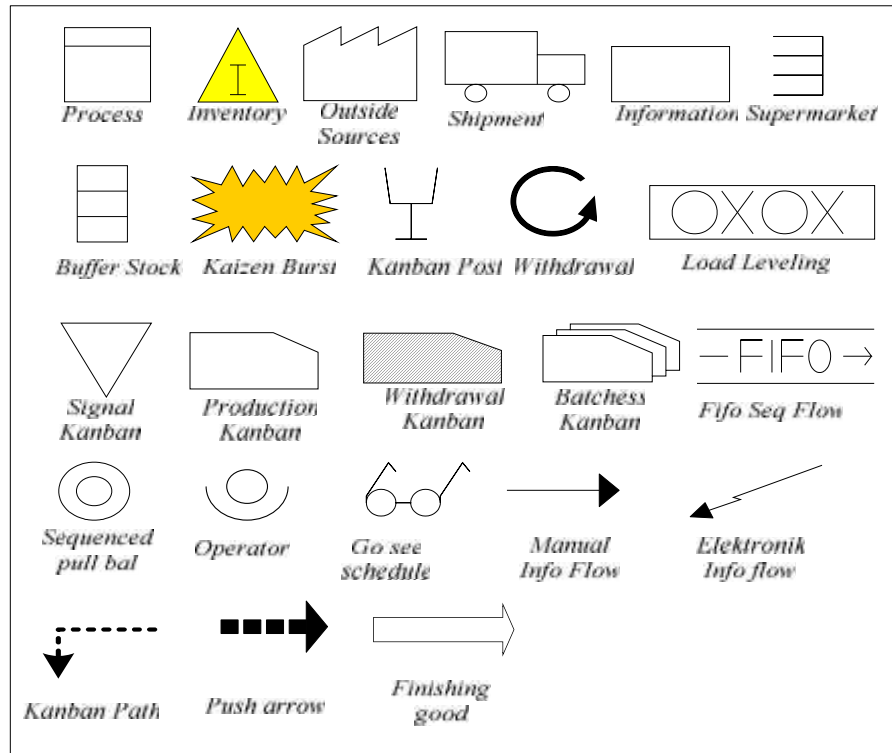 I
Process
Inventory
Outside
Sources
Shipment
Information
Supermarket
OXOX
Buffer Stock
Kaizen Burst
Kanban Post
Withdrawal
Load Leveling
FIFO
Signal
Kanban
Production
Kanban
Withdrawal
Kanban
Batchess
Kanban
Fifo Seq Flow
Sequenced
pull bal
Operator
Go see
schedule
Manual
Info Flow
Elektronik
Info flow
Kanban Path
Push arrow
Finishing
good